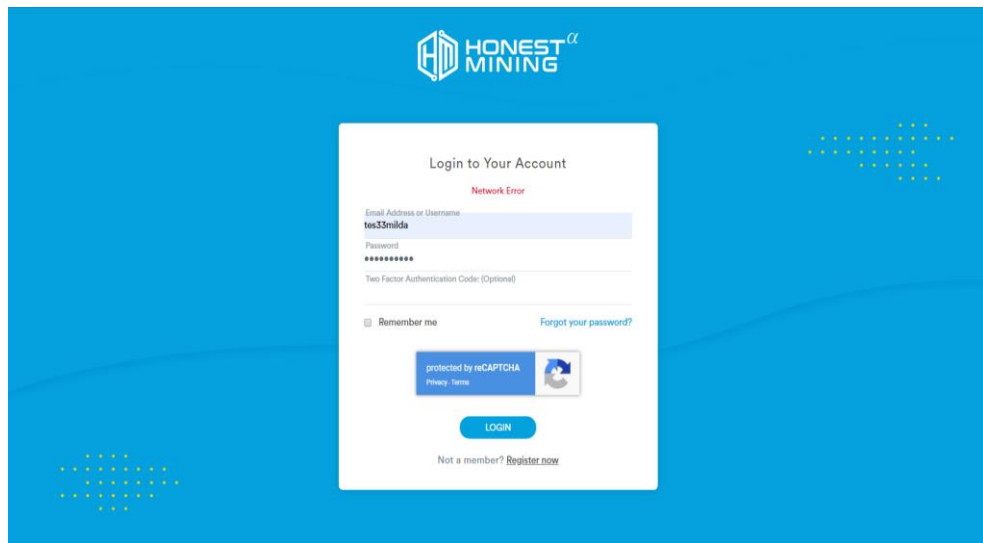 HONEST α
MINING
Login to Your Account
Network Error
Email Address or Username
tes33milda
Password
Two Factor Authentication Code: (Optional)
Remember me Forgot your password?
protected by reCAPTCHA
Privacy - Terms
LOGIN
Not a member? Register now